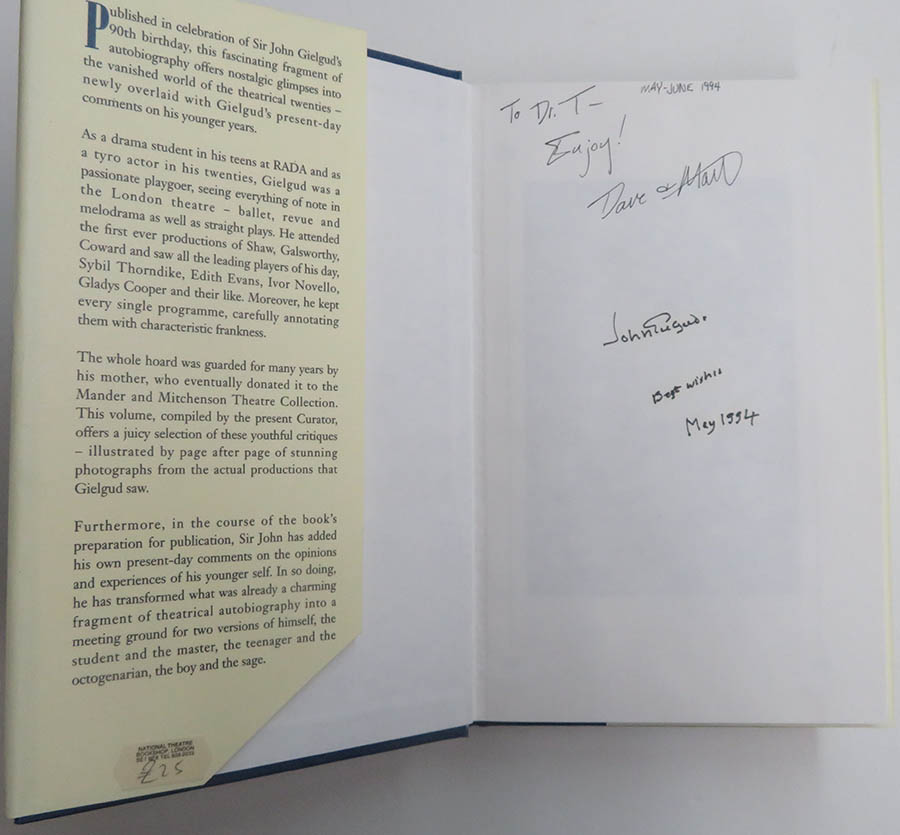 Published in celebration of Sir John Gielgud's
90th birthday, this fascinating fragment of
autobiography offers nostalgic glimpses into
the vanished world of the theatrical twenties –
newly overlaid with Gielgud's present-day
comments on his younger years.
As a drama student in his teens at RADA and as
a tyro actor in his twenties, Gielgud was a
passionate playgoer, seeing everything of note in
the London theatre – ballet, revue and
melodrama as well as straight plays. He attended
the first ever productions of Shaw, Galsworthy,
Coward and saw all the leading players of his day,
Sybil Thorndike, Edith Evans, Ivor Novello,
Gladys Cooper and their like. Moreover, he kept
every single programme, carefully annotating
them with characteristic frankness.
The whole hoard was guarded for many years by
his mother, who eventually donated it to the
Mander and Mitchenson Theatre Collection.
This volume, compiled by the present Curator,
offers a juicy selection of these youthful critiques
– illustrated by page after page of stunning
photographs from the actual productions that
Gielgud saw.
Furthermore, in the course of the book's
preparation for publication, Sir John has added
his own present-day comments on the opinions
and experiences of his younger self. In so doing,
he has transformed what was already a charming
fragment of theatrical autobiography into a
meeting ground for two versions of himself, the
student and the master, the teenager and the
octogenarian, the boy and the sage.
NATIONAL THEATRE
BOOKSHOP, LONDON
SE1 TEL
£25
MAY-JUNE 1994
To Dr. T–
Enjoy!
Dave & Matt
John Gielgud.
Best wishes
May 1994